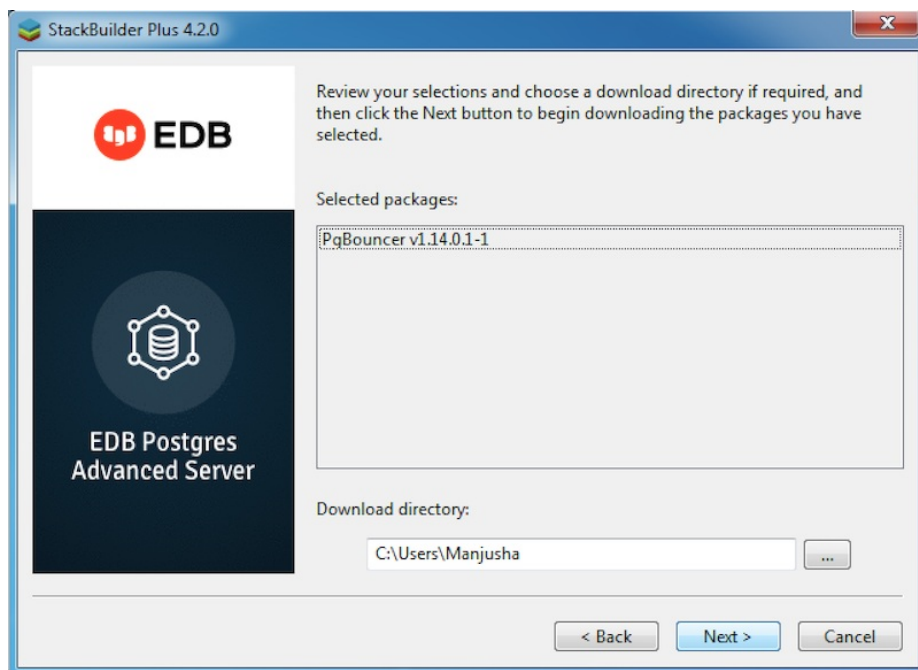 StackBuilder Plus 4.2.0
EDB
EDB Postgres
Advanced Server
Review your selections and choose a download directory if required, and
then click the Next button to begin downloading the packages you have
selected.
Selected packages:
PgBouncer v1.14.0.1-1
Download directory:
C:\Users\Manjusha
...
< Back
Next >
Cancel